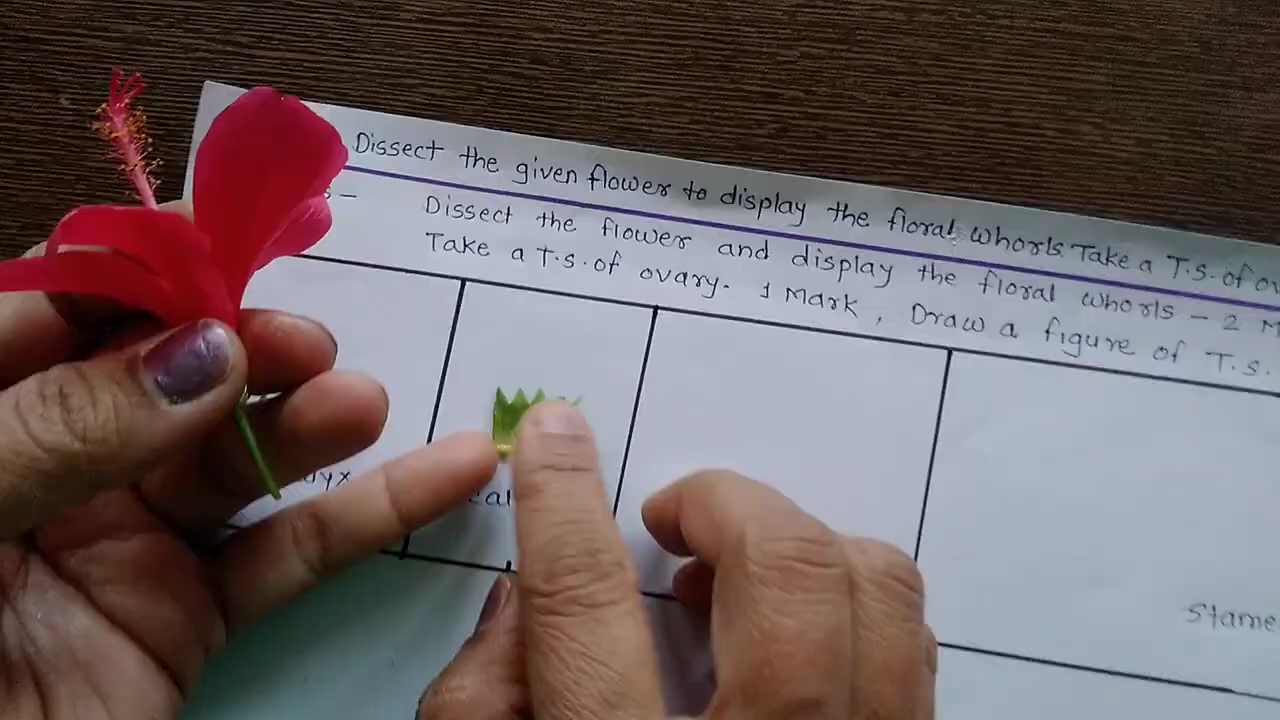 Dissect the given flower to display the floral whorls. Take a T.S. of
Dissect the flower and display the floral whorls - 2
Take a T.S. of ovary. 1 Mark, Draw a figure of T.S.